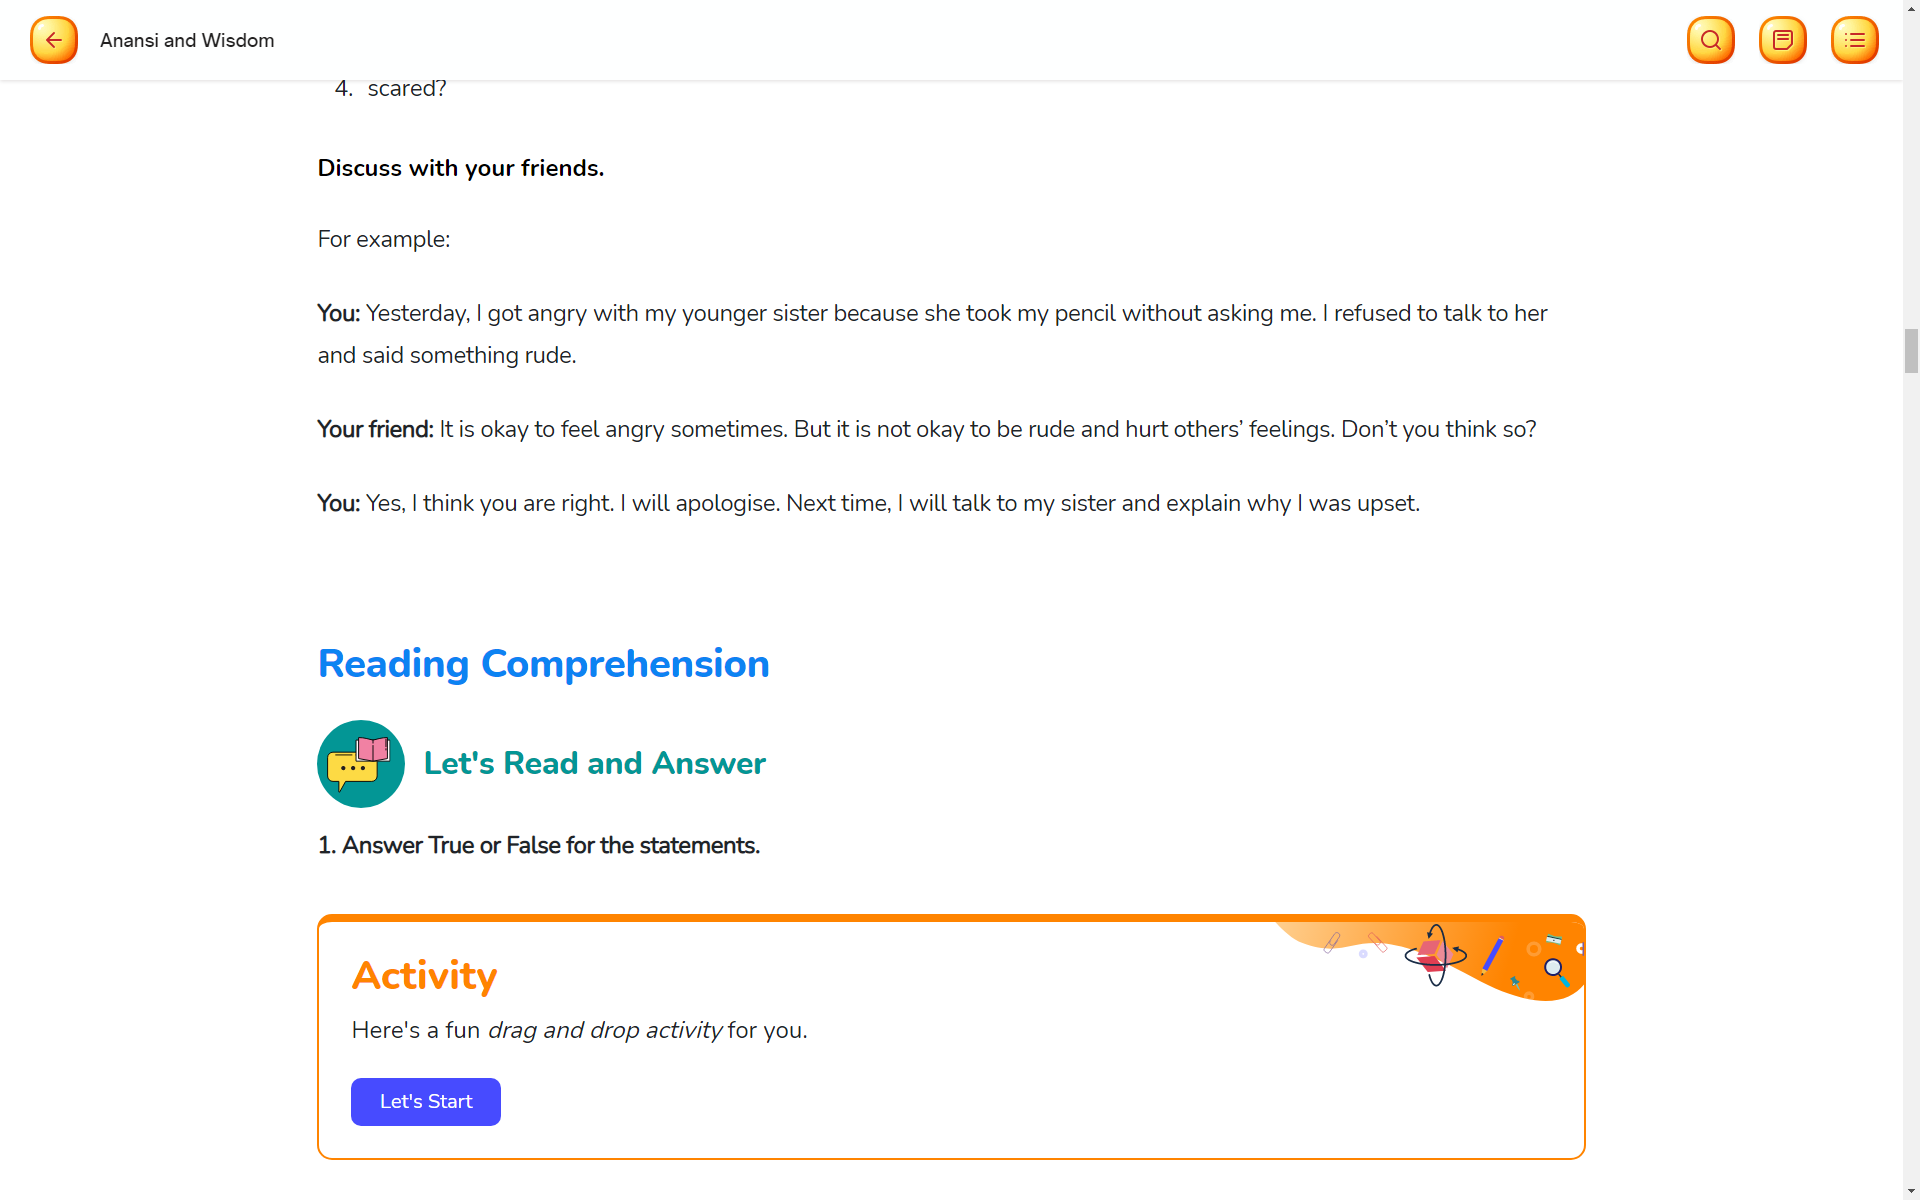 Anansi and Wisdom
4. scared?
Discuss with your friends.
For example:
You: Yesterday, I got angry with my younger sister because she took my pencil without asking me. I refused to talk to her
and said something rude.
Your friend: It is okay to feel angry sometimes. But it is not okay to be rude and hurt others’ feelings. Don’t you think so?
You: Yes, I think you are right. I will apologise. Next time, I will talk to my sister and explain why I was upset.
Reading Comprehension
Let's Read and Answer
1. Answer True or False for the statements.
Activity
Here's a fun drag and drop activity for you.
Let's Start